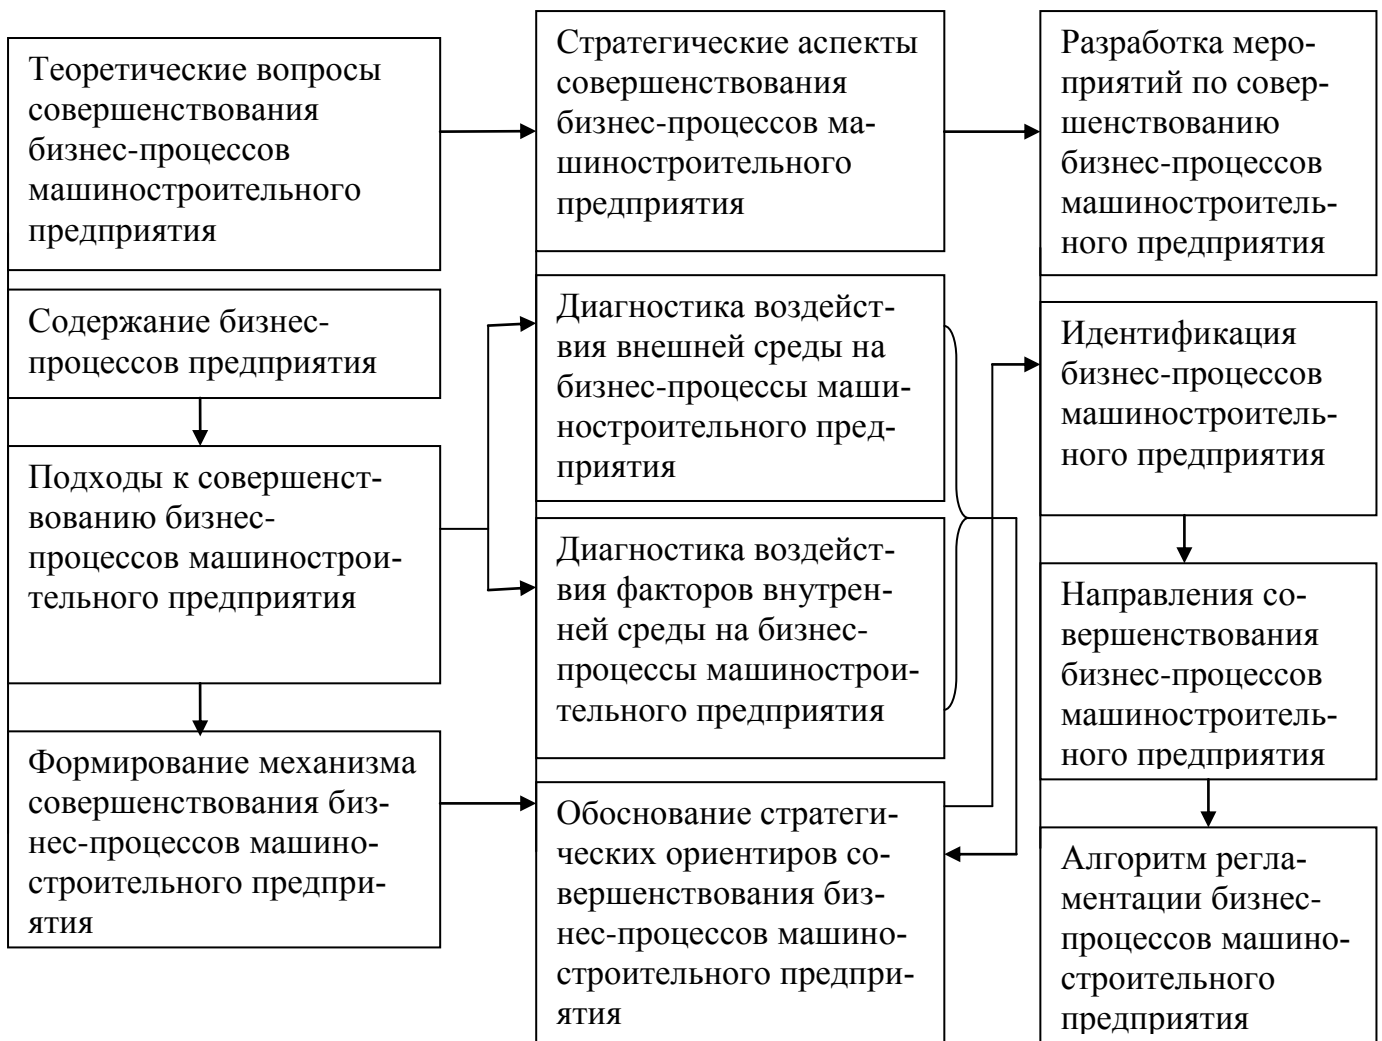 Теоретические вопросы
совершенствования
бизнес-процессов
машиностроительного
предприятия
Содержание бизнес-
процессов предприятия
Подходы к совершенст-
вованию бизнес-
процессов машинострои-
тельного предприятия
Формирование механизма
совершенствования биз-
нес-процессов машино-
строительного предпри-
ятия
Стратегические аспекты
совершенствования
бизнес-процессов ма-
шиностроительного
предприятия
Диагностика воздейст-
вия внешней среды на
бизнес-процессы маши-
ностроительного пред-
приятия
Диагностика воздейст-
вия факторов внутрен-
ней среды на бизнес-
процессы машинострои-
тельного предприятия
Обоснование стратеги-
ческих ориентиров со-
вершенствования биз-
нес-процессов машино-
строительного предпри-
ятия
Разработка меро-
приятий по совер-
шенствованию
бизнес-процессов
машиностроитель-
ного предприятия
Идентификация
бизнес-процессов
машиностроитель-
ного предприятия
Направления со-
вершенствования
бизнес-процессов
машиностроитель-
ного предприятия
Алгоритм регла-
ментации бизнес-
процессов машино-
строительного
предприятия